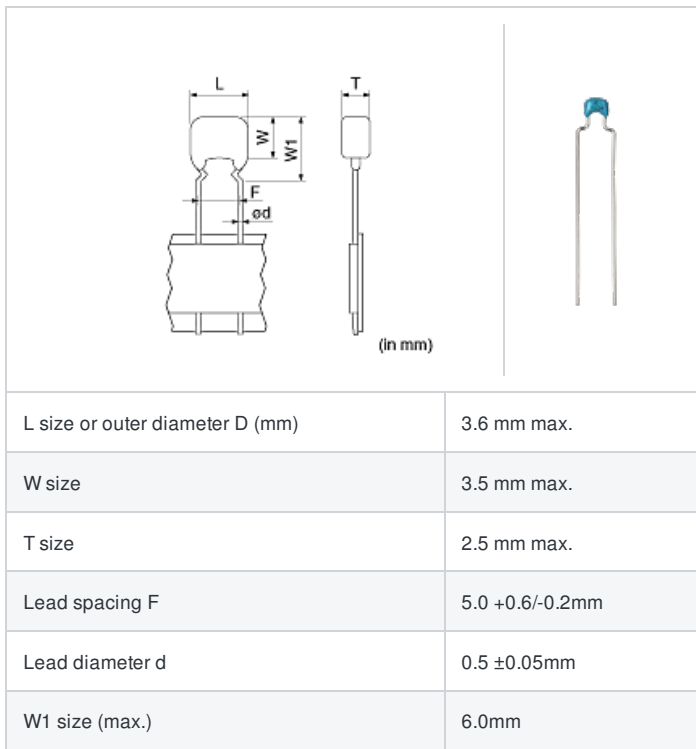 L
T
W
W1
F
ød
(in mm)
L size or outer diameter D (mm) 3.6 mm max.
W size 3.5 mm max.
T size 2.5 mm max.
Lead spacing F 5.0 +0.6/-0.2mm
Lead diameter d 0.5 ±0.05mm
W1 size (max.) 6.0mm